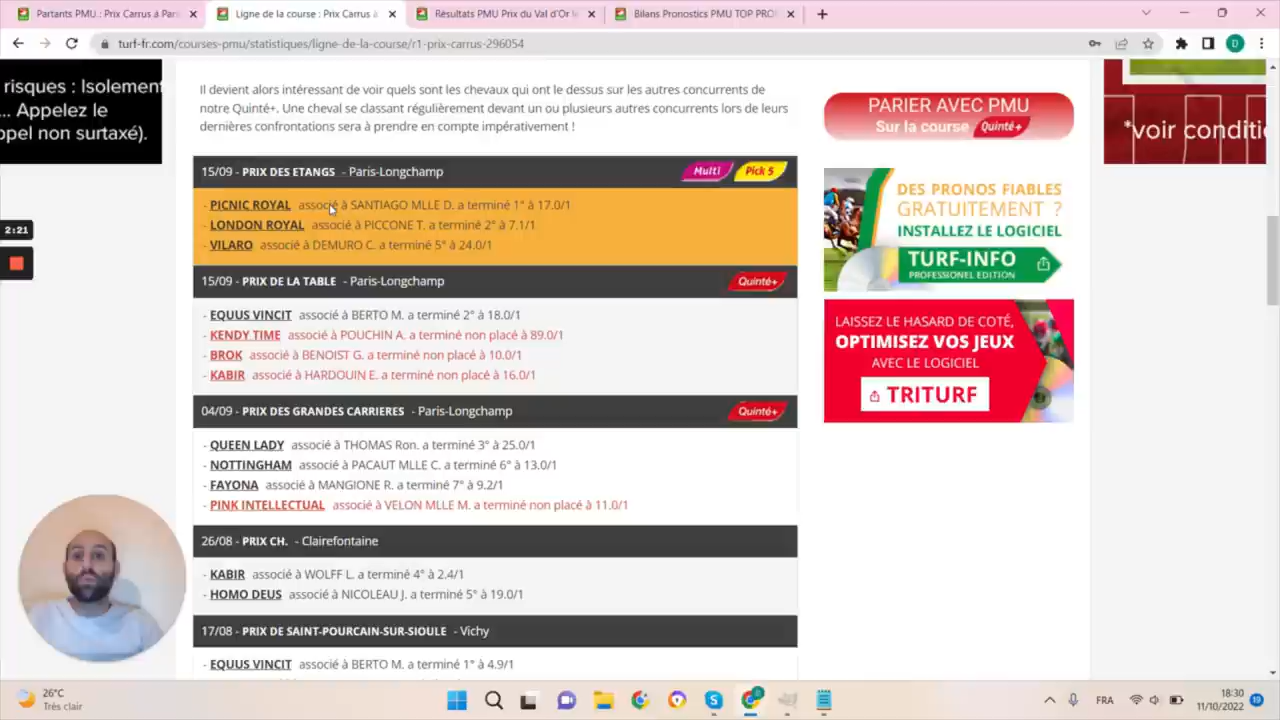 Partants PMU : Prix Carrus à Pari
Ligne de la course : Prix Carrus à
Résultats PMU Prix du Val d'Or l
Bilans Pronostics PMU TOP PRO
turf-fr.com/courses-pmu/statistiques/ligne-de-la-course/r1-prix-carrus-296054
D
risques : Isolement
... Appelez le
ppel non surtaxé).
2:21
Il devient alors intéressant de voir quels sont les chevaux qui ont le dessus sur les autres concurrents de
notre Quinté+. Une cheval se classant régulièrement devant un ou plusieurs autres concurrents lors de leurs
dernières confrontations sera à prendre en compte impérativement !
15/09 - PRIX DES ETANGS - Paris-Longchamp Multi Pick 5
- PICNIC ROYAL associé à SANTIAGO MLLE D. a terminé 1° à 17.0/1
- LONDON ROYAL associé à PICCONE T. a terminé 2° à 7.1/1
- VILARO associé à DEMURO C. a terminé 5° à 24.0/1
15/09 - PRIX DE LA TABLE - Paris-Longchamp Quinté+
- EQUUS VINCIT associé à BERTO M. a terminé 2° à 18.0/1
- KENDY TIME associé à POUCHIN A. a terminé non placé à 89.0/1
- BROK associé à BENOIST G. a terminé non placé à 10.0/1
- KABIR associé à HARDOUIN E. a terminé non placé à 16.0/1
04/09 - PRIX DES GRANDES CARRIERES - Paris-Longchamp Quinté+
- QUEEN LADY associé à THOMAS Ron. a terminé 3° à 25.0/1
- NOTTINGHAM associé à PACAUT MLLE C. a terminé 6° à 13.0/1
- FAYONA associé à MANGIONE R. a terminé 7° à 9.2/1
- PINK INTELLECTUAL associé à VELON MLLE M. a terminé non placé à 11.0/1
26/08 - PRIX CH. - Clairefontaine
- KABIR associé à WOLFF L. a terminé 4° à 2.4/1
- HOMO DEUS associé à NICOLEAU J. a terminé 5° à 19.0/1
17/08 - PRIX DE SAINT-POURCAIN-SUR-SIOULE - Vichy
- EQUUS VINCIT associé à BERTO M. a terminé 1° à 4.9/1
PARIER AVEC PMU
Sur la course Quinté+
DES PRONOS FIABLES
GRATUITEMENT ?
INSTALLEZ LE LOGICIEL
TURF-INFO
PROFESSIONEL EDITION
LAISSEZ LE HASARD DE COTÉ,
OPTIMISEZ VOS JEUX
AVEC LE LOGICIEL
TRITURF
*voir conditi
26°C
Très clair
FRA
18:30
11/10/2022
19